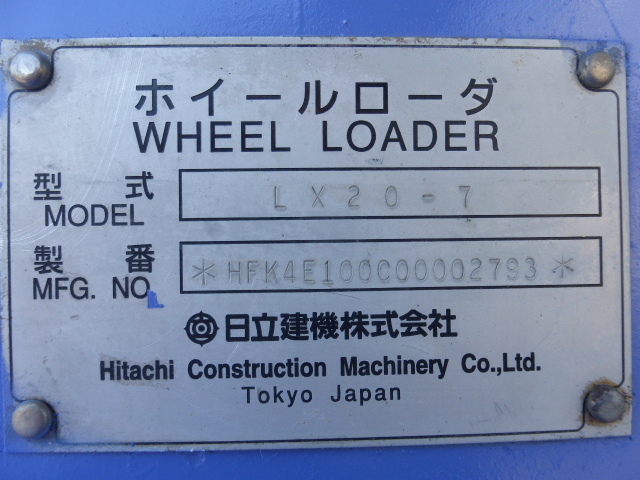 ホイールローダ
WHEEL LOADER
型 式
MODEL
LX20-7
製 番
MFG. NO.
*HFK4E100C00002793*
日立建機株式会社
Hitachi Construction Machinery Co.,Ltd.
Tokyo Japan